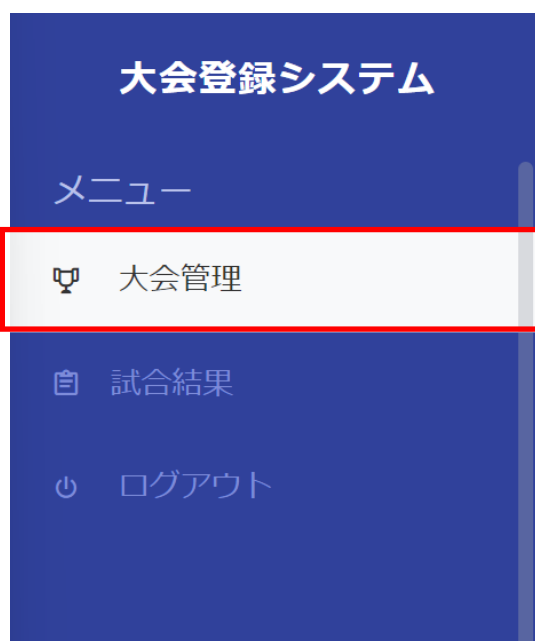 大会登録システム
メニュー
大会管理
試合結果
ログアウト